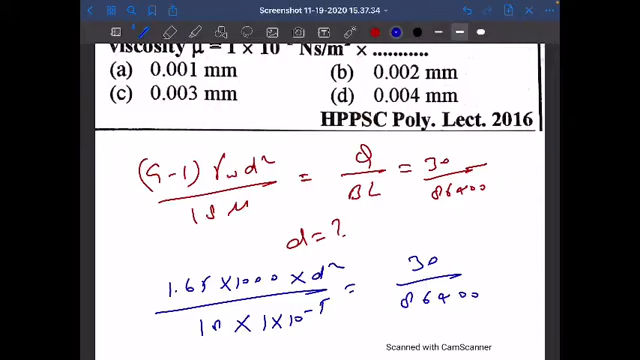 Screenshot 11-19-2020 15.37.34
viscosity μ = 1 × 10 Ns/m² × ...........
(a) 0.001 mm (b) 0.002 mm
(c) 0.003 mm (d) 0.004 mm
HPPSC Poly. Lect. 2016
(G-1) γw d² / 18 μ = Q / BL = 30 / 86400
d = ?
1.65 × 1000 × d² / 18 × 1 × 10⁻⁵ = 30 / 86400
Scanned with CamScanner